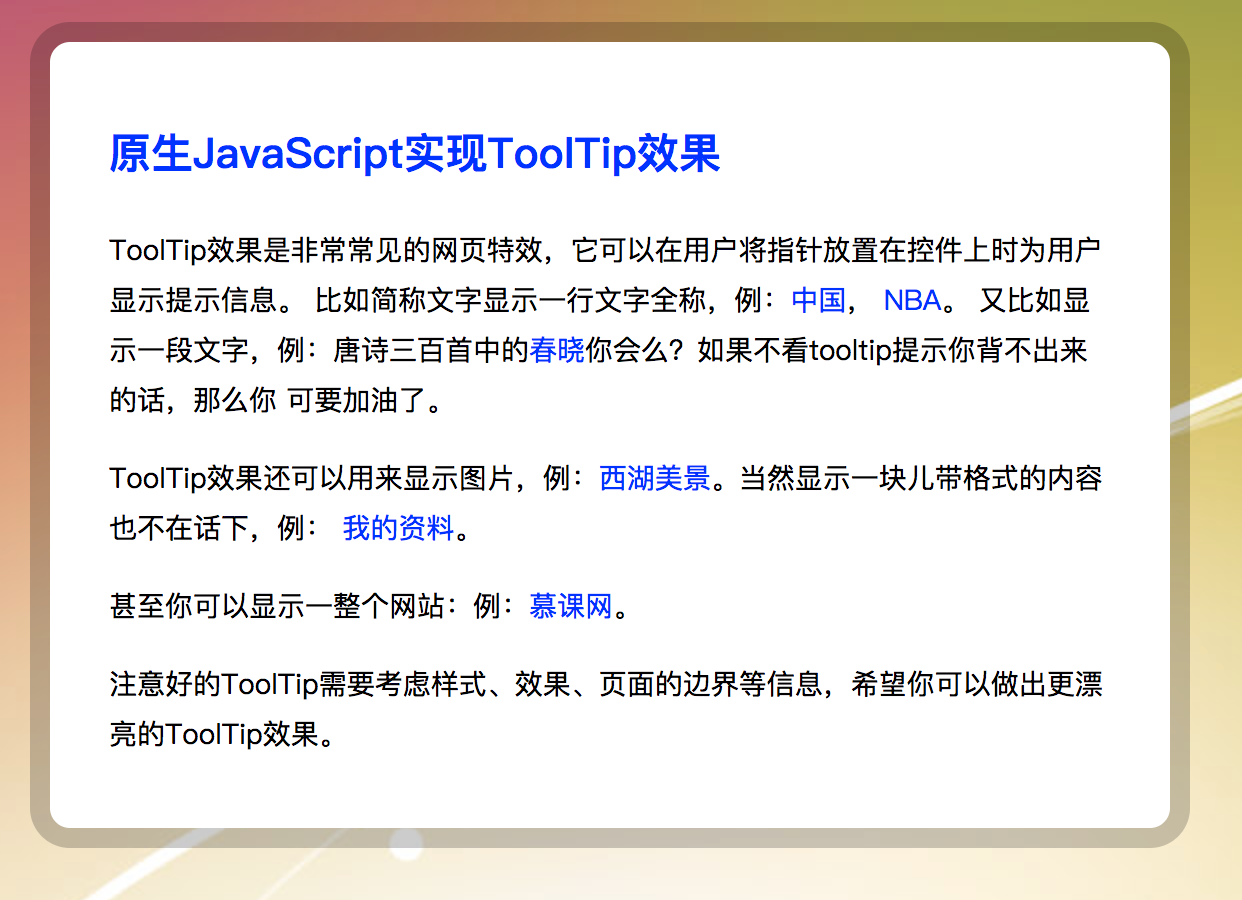 原生JavaScript实现ToolTip效果
ToolTip效果是非常常见的网页特效，它可以在用户将指针放置在控件上时为用户
显示提示信息。 比如简称文字显示一行文字全称，例：中国， NBA。 又比如显
示一段文字，例：唐诗三百首中的春晓你会么？如果不看tooltip提示你背不出来
的话，那么你 可要加油了。
ToolTip效果还可以用来显示图片，例：西湖美景。当然显示一块儿带格式的内容
也不在话下，例： 我的资料。
甚至你可以显示一整个网站：例：慕课网。
注意好的ToolTip需要考虑样式、效果、页面的边界等信息，希望你可以做出更漂
亮的ToolTip效果。